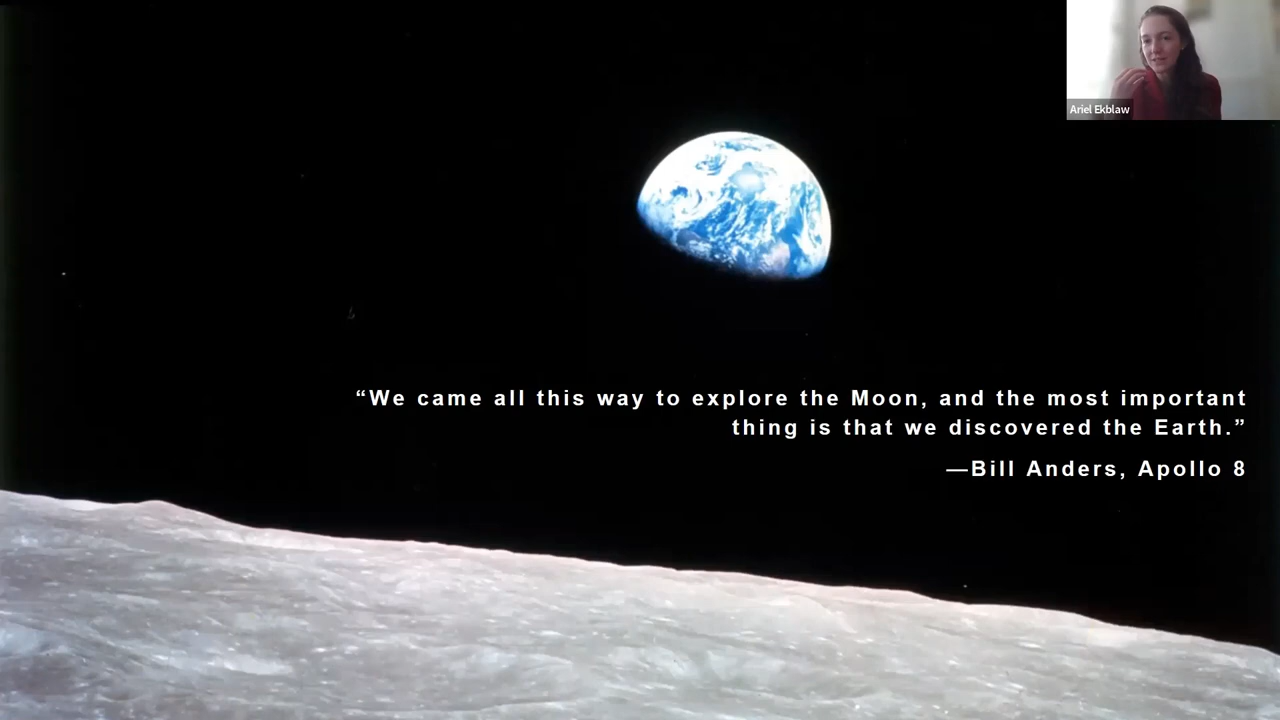 Ariel Ekblaw
“We came all this way to explore the Moon, and the most important
thing is that we discovered the Earth.”
—Bill Anders, Apollo 8